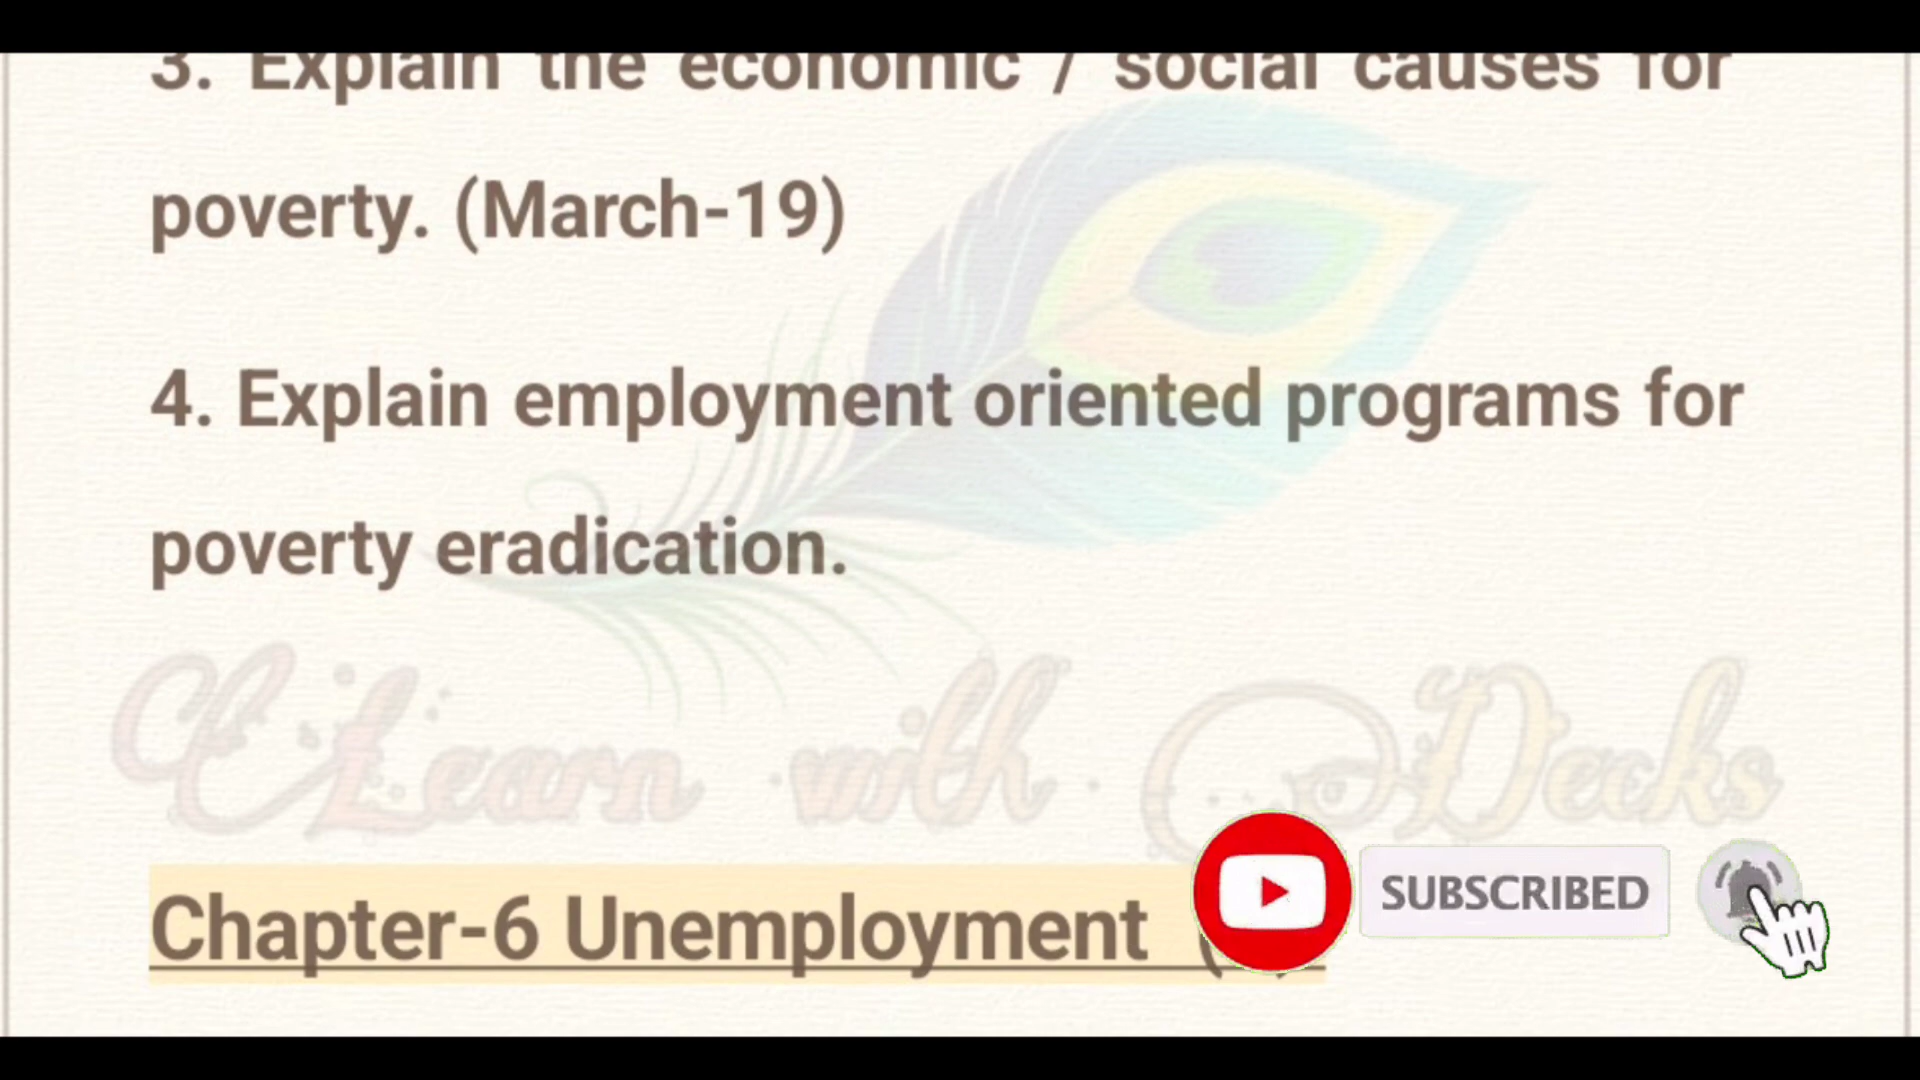 3. Explain the economic / social causes for
poverty. (March-19)
4. Explain employment oriented programs for
poverty eradication.
Learn with Decks
Chapter-6 Unemployment (
SUBSCRIBED